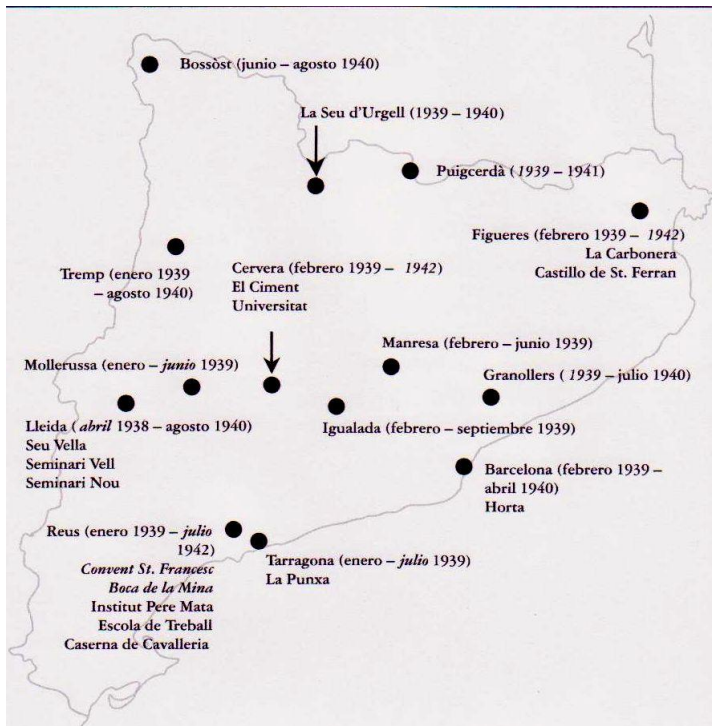 Bossòst (junio – agosto 1940)
La Seu d'Urgell (1939 – 1940)
Puigcerdà (1939 – 1941)
Figueres (febrero 1939 – 1942)
La Carbonera
Castillo de St. Ferran
Tremp (enero 1939
– agosto 1940)
Cervera (febrero 1939 – 1942)
El Ciment
Universitat
Manresa (febrero – junio 1939)
Mollerussa (enero – junio 1939)
Granollers ( 1939 – julio 1940)
Lleida ( abril 1938 – agosto 1940)
Seu Vella
Seminari Vell
Seminari Nou
Igualada (febrero – septiembre 1939)
Barcelona (febrero 1939 –
abril 1940)
Horta
Reus (enero 1939 – julio
1942)
Convent St. Francesc
Boca de la Mina
Institut Pere Mata
Escola de Treball
Caserna de Cavalleria
Tarragona (enero – julio 1939)
La Punxa